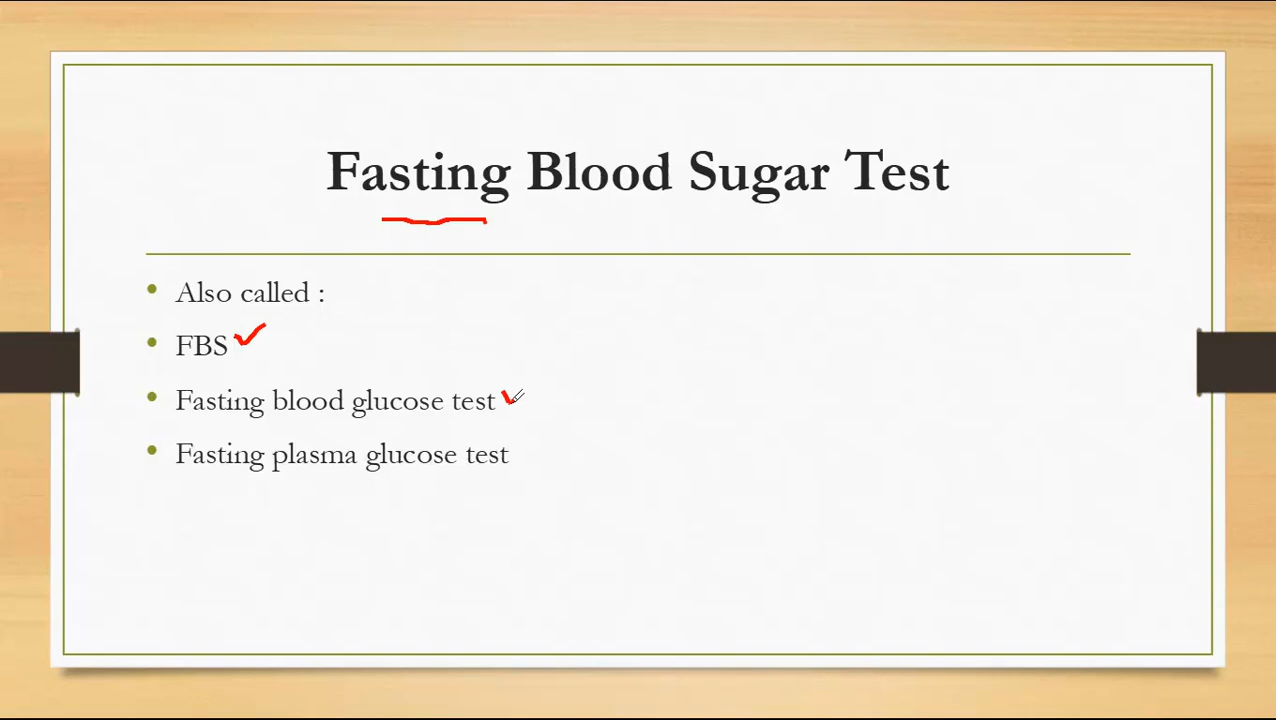 Fasting Blood Sugar Test
Also called :
FBS
Fasting blood glucose test
Fasting plasma glucose test